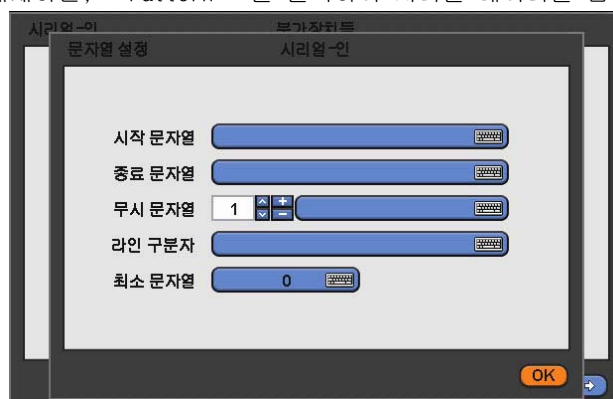 시리얼-인 부가장치들
문자열 설정 시리얼-인
시작 문자열
종료 문자열
무시 문자열 1
라인 구분자
최소 문자열 0
OK